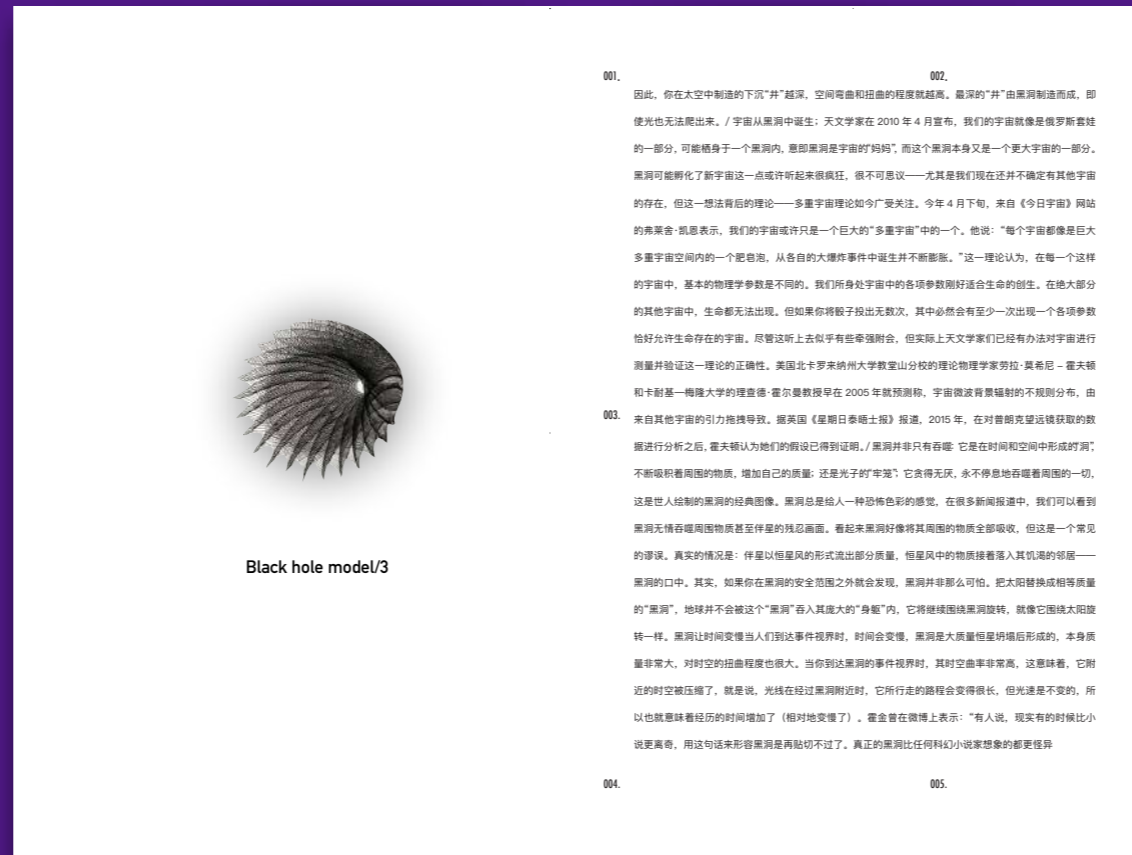 Black hole model/3
001.
002.
因此，你在太空中制造的下沉“井”越深，空间弯曲和扭曲的程度就越高。最深的“井”由黑洞制造而成，即
使光也无法爬出来。/ 宇宙从黑洞中诞生；天文学家在 2010 年 4 月宣布，我们的宇宙就像是俄罗斯套娃
的一部分，可能栖身于一个黑洞内，意即黑洞是宇宙的“妈妈”，而这个黑洞本身又是一个更大宇宙的一部分。
黑洞可能孵化了新宇宙这一点或许听起来很疯狂，很不可思议——尤其是我们现在还并不确定有其他宇宙
的存在，但这一想法背后的理论——多重宇宙理论如今广受关注。今年 4 月下旬，来自《今日宇宙》网站
的弗莱舍·凯恩表示，我们的宇宙或许只是一个巨大的“多重宇宙”中的一个。他说：“每个宇宙都像是巨大
多重宇宙空间内的一个肥皂泡，从各自的大爆炸事件中诞生并不断膨胀。”这一理论认为，在每一个这样
的宇宙中，基本的物理学参数是不同的。我们所身处宇宙中的各项参数刚好适合生命的创生。在绝大部分
的其他宇宙中，生命都无法出现。但如果你将骰子投出无数次，其中必然会有至少一次出现一个各项参数
恰好允许生命存在的宇宙。尽管这听上去似乎有些牵强附会，但实际上天文学家们已经有办法对宇宙进行
测量并验证这一理论的正确性。美国北卡罗来纳州大学教堂山分校的理论物理学家劳拉·莫希尼 – 霍夫顿
和卡耐基—梅隆大学的理查德·霍尔曼教授早在 2005 年就预测称，宇宙微波背景辐射的不规则分布，由
003.
来自其他宇宙的引力拖拽导致。据英国《星期日泰晤士报》报道，2015 年，在对普朗克望远镜获取的数
据进行分析之后，霍夫顿认为她们的假设已得到证明。/ 黑洞并非只有吞噬：它是在时间和空间中形成的“洞”，
不断吸积着周围的物质，增加自己的质量；还是光子的“牢笼”；它贪得无厌，永不停息地吞噬着周围的一切，
这是世人绘制的黑洞的经典图像。黑洞总是给人一种恐怖色彩的感觉，在很多新闻报道中，我们可以看到
黑洞无情吞噬周围物质甚至伴星的残忍画面。看起来黑洞好像将其周围的物质全部吸收，但这是一个常见
的谬误。真实的情况是：伴星以恒星风的形式流出部分质量，恒星风中的物质接着落入其饥渴的邻居——
黑洞的口中。其实，如果你在黑洞的安全范围之外就会发现，黑洞并非那么可怕。把太阳替换成相等质量
的“黑洞”，地球并不会被这个“黑洞”吞入其庞大的“身躯”内，它将继续围绕黑洞旋转，就像它围绕太阳旋
转一样。黑洞让时间变慢当人们到达事件视界时，时间会变慢，黑洞是大质量恒星坍塌后形成的，本身质
量非常大，对时空的扭曲程度也很大。当你到达黑洞的事件视界时，其时空曲率非常高，这意味着，它附
近的时空被压缩了，就是说，光线在经过黑洞附近时，它所行走的路程会变得很长，但光速是不变的，所
以也就意味着经历的时间增加了（相对地变慢了）。霍金曾在微博上表示：“有人说，现实有的时候比小
说更离奇，用这句话来形容黑洞是再贴切不过了。真正的黑洞比任何科幻小说家想象的都更怪异
004.
005.